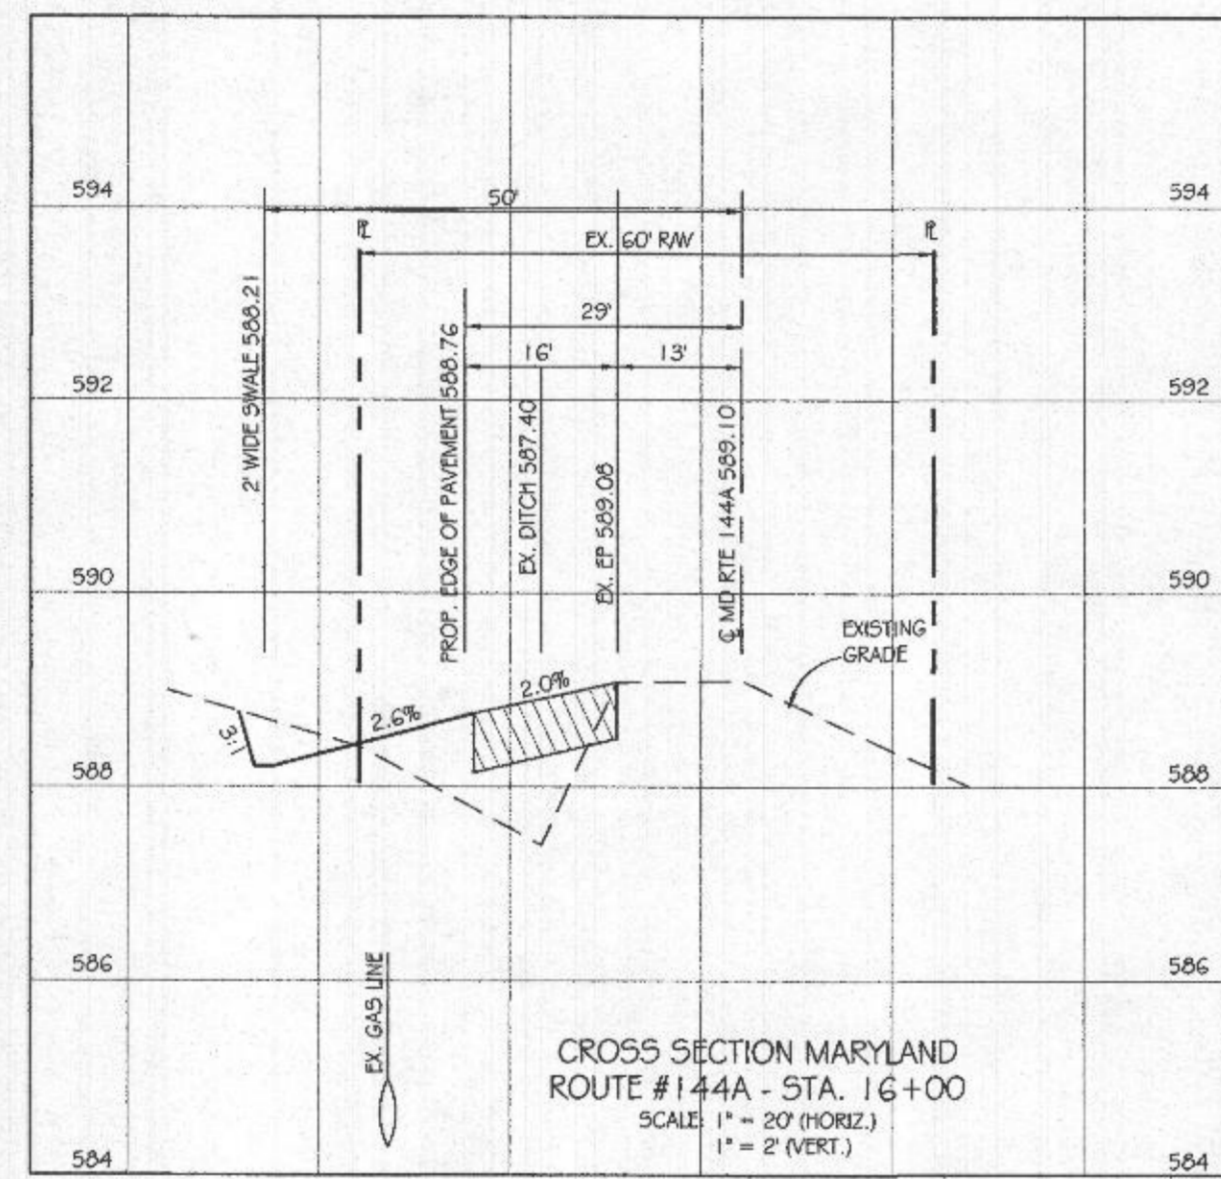 594
50'
594
℄ EX. 60' R/W ℄
29'
16'
13'
592
592
2' WIDE SWALE 588.21
PROP. EDGE OF PAVEMENT 588.76
EX. DITCH 587.40
EX. EP 589.08
℄ MD RTE 144A 589.10
590
590
EXISTING
GRADE
2.0%
2.6%
3:1
588
588
586
586
EX. GAS LINE
CROSS SECTION MARYLAND
ROUTE #144A - STA. 16+00
SCALE: 1" = 20' (HORIZ.)
1" = 2' (VERT.)
584
584